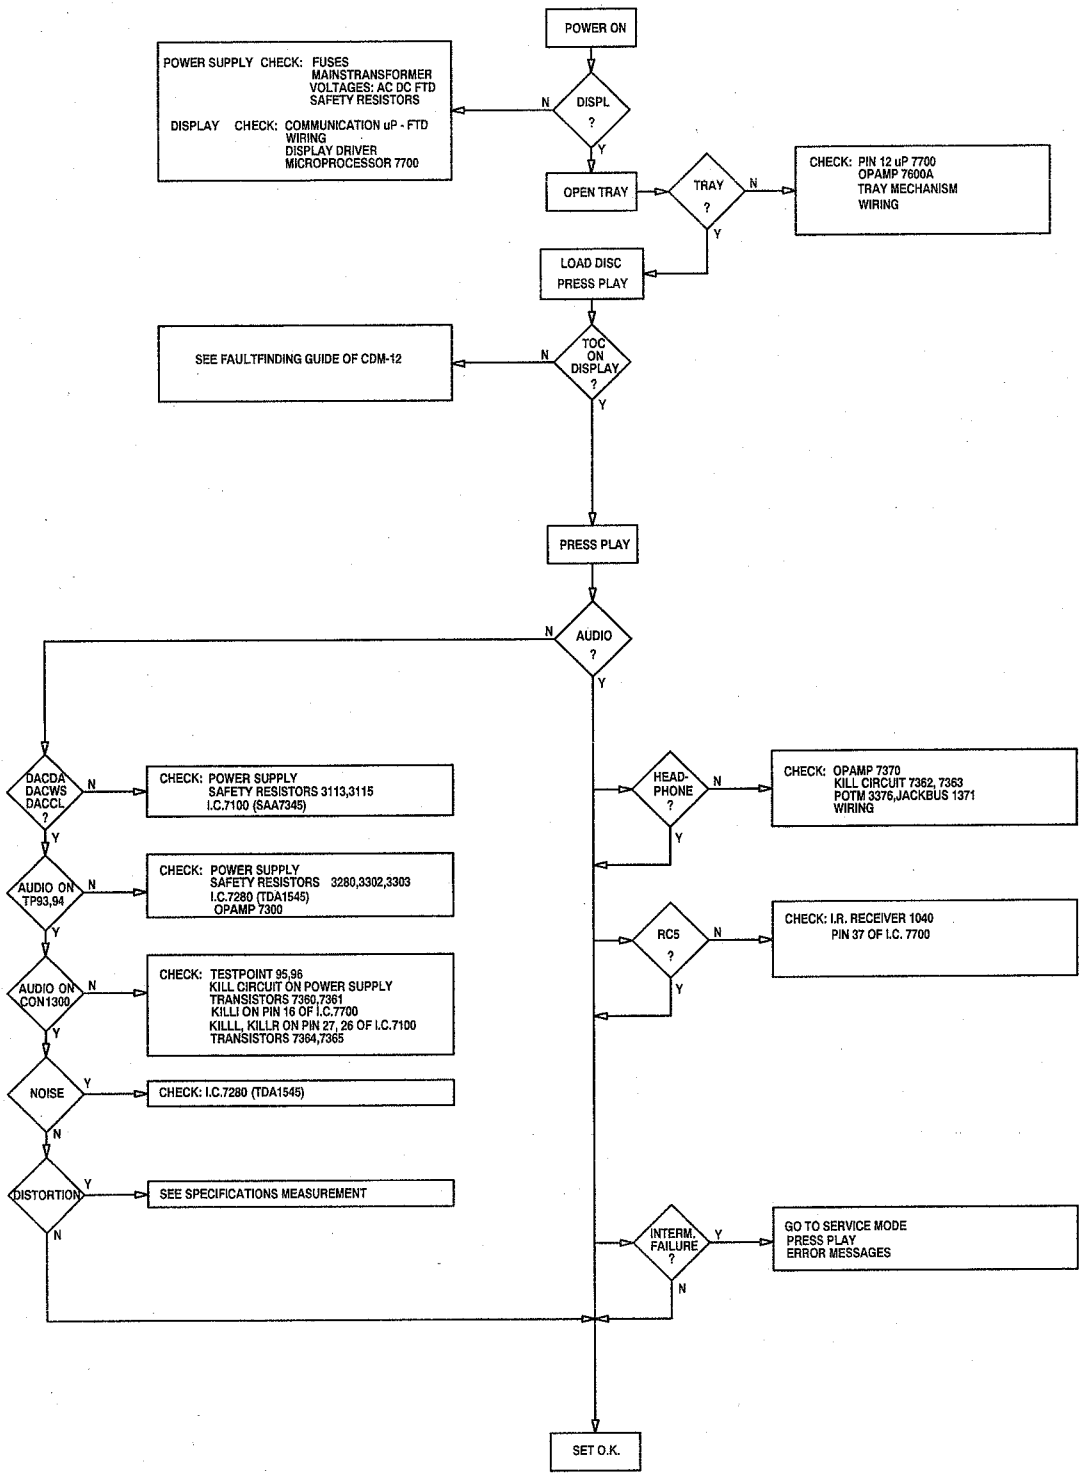 POWER ON
POWER SUPPLY CHECK: FUSES
MAINSTRANSFORMER
VOLTAGES: AC DC FTD
SAFETY RESISTORS
DISPLAY CHECK: COMMUNICATION uP - FTD
WIRING
DISPLAY DRIVER
MICROPROCESSOR 7700
N
DISPL
?
Y
OPEN TRAY
TRAY
?
N
Y
CHECK: PIN 12 uP 7700
OPAMP 7600A
TRAY MECHANISM
WIRING
LOAD DISC
PRESS PLAY
SEE FAULTFINDING GUIDE OF CDM-12
N
TOC
ON
DISPLAY
?
Y
PRESS PLAY
N
AUDIO
?
Y
DACDA
DACWS
DACCL
?
N
Y
CHECK: POWER SUPPLY
SAFETY RESISTORS 3113,3115
I.C.7100 (SAA7345)
HEAD-
PHONE
?
N
Y
CHECK: OPAMP 7370
KILL CIRCUIT 7362, 7363
POTM 3376,JACKBUS 1371
WIRING
AUDIO ON
TP93,94
N
Y
CHECK: POWER SUPPLY
SAFETY RESISTORS 3280,3302,3303
I.C.7280 (TDA1545)
OPAMP 7300
RC5
?
N
Y
CHECK: I.R. RECEIVER 1040
PIN 37 OF I.C. 7700
AUDIO ON
CON1300
N
Y
CHECK: TESTPOINT 95,96
KILL CIRCUIT ON POWER SUPPLY
TRANSISTORS 7360,7361
KILLI ON PIN 16 OF I.C.7700
KILLL, KILLR ON PIN 27, 26 OF I.C.7100
TRANSISTORS 7364,7365
NOISE
Y
N
CHECK: I.C.7280 (TDA1545)
DISTORTION
Y
N
SEE SPECIFICATIONS MEASUREMENT
INTERM.
FAILURE
?
Y
N
GO TO SERVICE MODE
PRESS PLAY
ERROR MESSAGES
SET O.K.